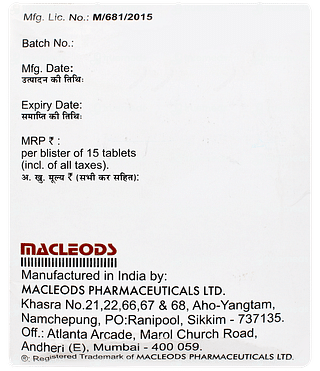 Mfg. Lic. No.: M/681/2015
Batch No.:
Mfg. Date:
उत्पादन की तिथिः
Expiry Date:
समाप्ति की तिथिः
MRP ₹ :
per blister of 15 tablets
(incl. of all taxes).
अ. खु. मूल्य ₹ (सभी कर सहित):
MACLEODS
Manufactured in India by:
MACLEODS PHARMACEUTICALS LTD.
Khasra No.21,22,66,67 & 68, Aho-Yangtam,
Namchepung, PO:Ranipool, Sikkim - 737135.
Off.: Atlanta Arcade, Marol Church Road,
Andheri (E), Mumbai - 400 059.
®: Registered Trademark of MACLEODS PHARMACEUTICALS LTD.